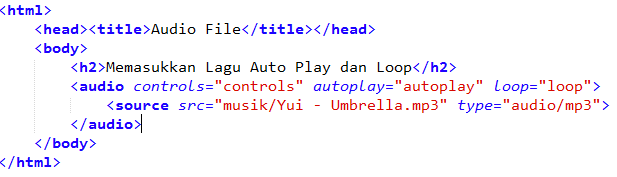 <html>
<head><title>Audio File</title></head>
<body>
<h2>Memasukkan Lagu Auto Play dan Loop</h2>
<audio controls="controls" autoplay="autoplay" loop="loop">
<source src="musik/Yui - Umbrella.mp3" type="audio/mp3">
</audio>
</body>
</html>